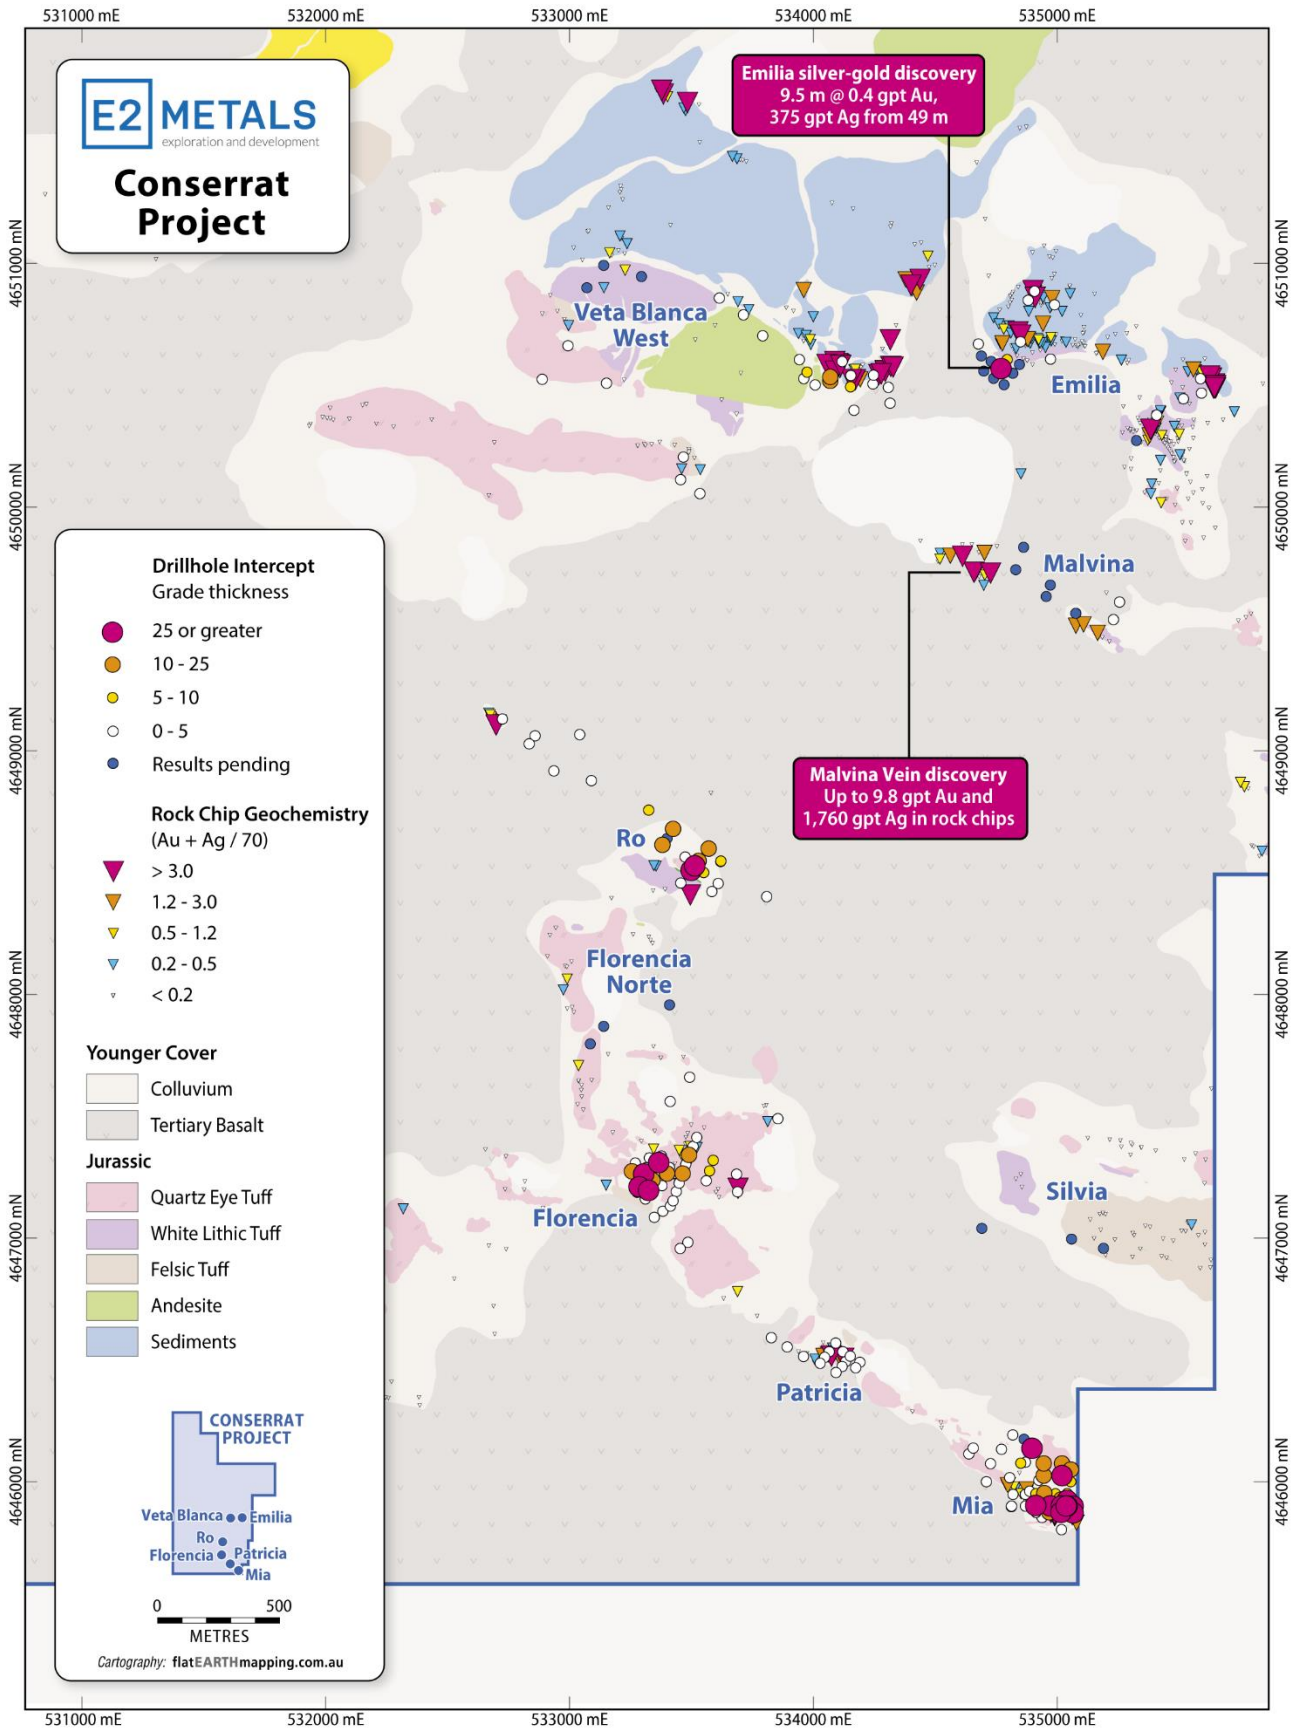 531000 mE
532000 mE
533000 mE
534000 mE
535000 mE
E2 METALS
exploration and development
Conserrat
Project
Emilia silver-gold discovery
9.5 m @ 0.4 gpt Au,
375 gpt Ag from 49 m
4651000 mN
4651000 mN
Veta Blanca
West
Emilia
4650000 mN
4650000 mN
Malvina
Drillhole Intercept
Grade thickness
25 or greater
10 - 25
5 - 10
0 - 5
Results pending
4649000 mN
4649000 mN
Malvina Vein discovery
Up to 9.8 gpt Au and
1,760 gpt Ag in rock chips
Rock Chip Geochemistry
(Au + Ag / 70)
> 3.0
1.2 - 3.0
0.5 - 1.2
0.2 - 0.5
< 0.2
Ro
Florencia
Norte
4648000 mN
4648000 mN
Younger Cover
Colluvium
Tertiary Basalt
Jurassic
Quartz Eye Tuff
White Lithic Tuff
Felsic Tuff
Andesite
Sediments
Silvia
Florencia
4647000 mN
4647000 mN
Patricia
Mia
4646000 mN
4646000 mN
CONSERRAT
PROJECT
Veta Blanca
Emilia
Ro
Florencia
Patricia
Mia
0
500
METRES
Cartography: flatEARTHmapping.com.au
531000 mE
532000 mE
533000 mE
534000 mE
535000 mE